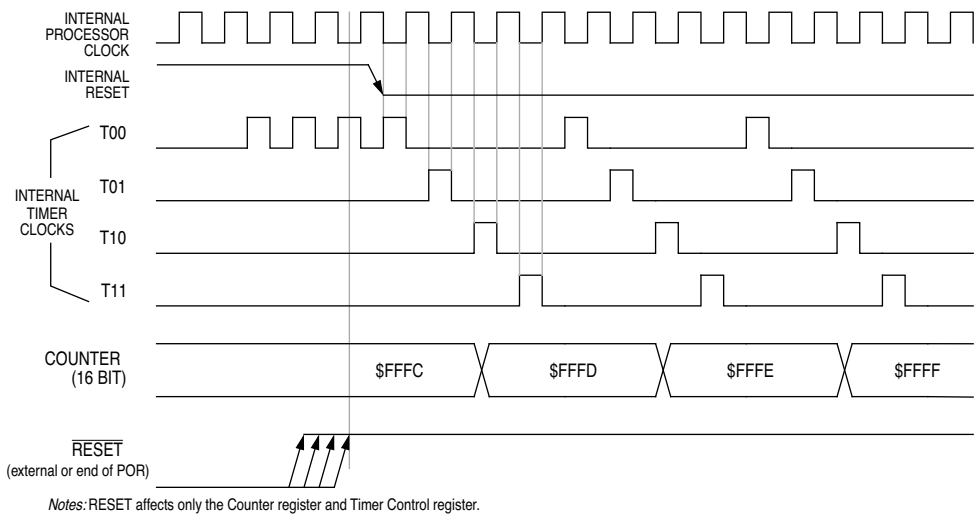 INTERNAL
PROCESSOR
CLOCK
INTERNAL
RESET
T00
T01
INTERNAL
TIMER
CLOCKS
T10
T11
COUNTER
(16 BIT)
$FFFC
$FFFD
$FFFE
$FFFF
RESET
(external or end of POR)
Notes: RESET affects only the Counter register and Timer Control register.